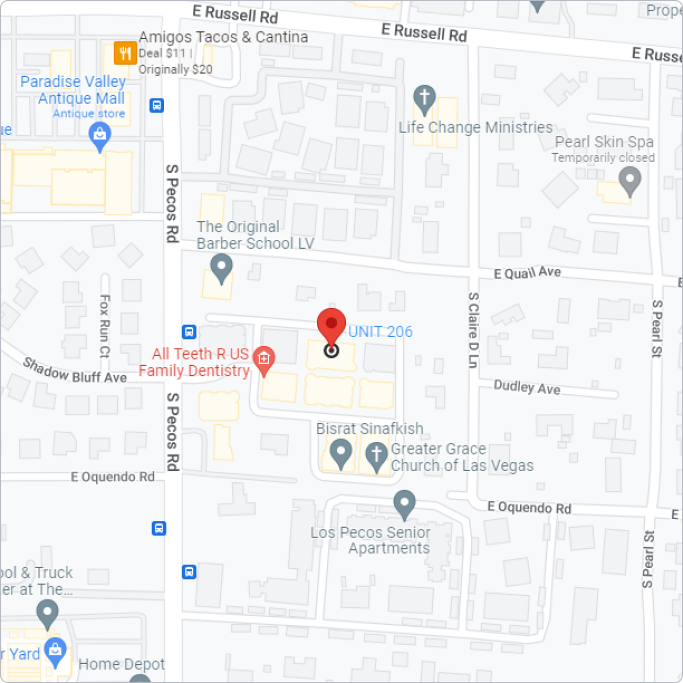 E Russell Rd
E Russell Rd
Prope
E Russe
Amigos Tacos & Cantina
Deal $11 |
Originally $20
Paradise Valley
Antique Mall
Antique store
ue
Life Change Ministries
Pearl Skin Spa
Temporarily closed
S Pecos Rd
The Original
Barber School LV
E Quail Ave
Fox Run Ct
S Claire D Ln
S Pearl St
UNIT 206
All Teeth R US
Family Dentistry
Shadow Bluff Ave
Dudley Ave
S Pecos Rd
Bisrat Sinafkish
Greater Grace
Church of Las Vegas
E Oquendo Rd
E Oquendo Rd
Los Pecos Senior
Apartments
S Pearl St
ool & Truck
er at The...
r Yard
Home Depot